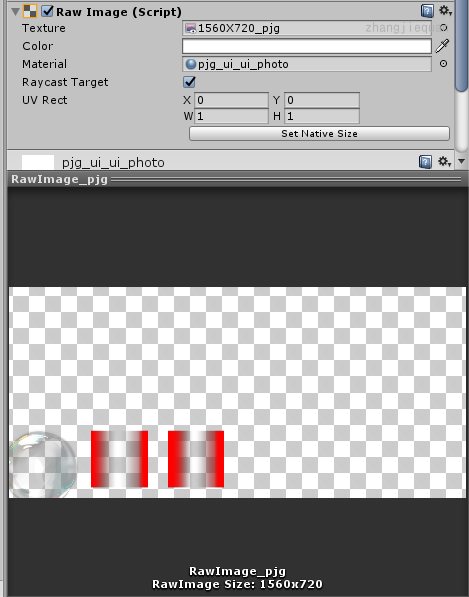 Raw Image (Script)
Texture 1560X720_pjg
Color
Material pjg_ui_ui_photo
Raycast Target
UV Rect X 0 Y 0
W 1 H 1
Set Native Size
pjg_ui_ui_photo
RawImage_pjg
RawImage_pjg
RawImage Size: 1560x720